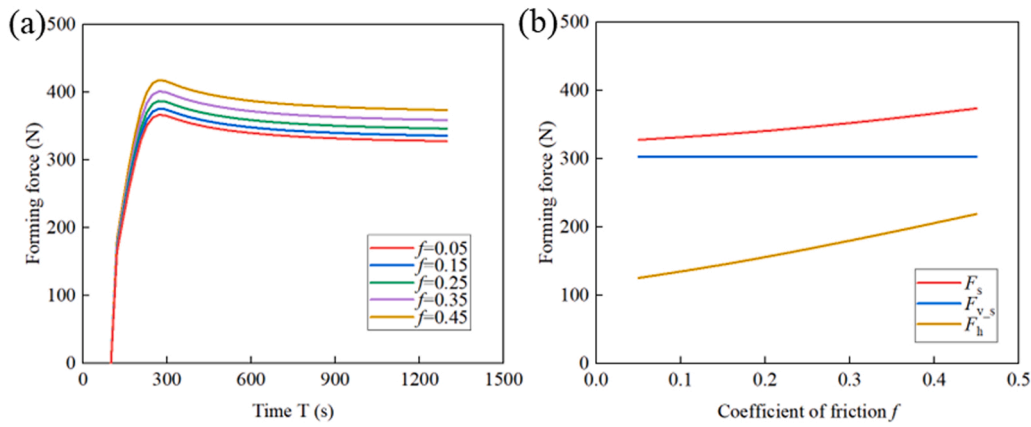 (a)
500
400
300
200
100
0
Forming force (N)
f=0.05
f=0.15
f=0.25
f=0.35
f=0.45
0 300 600 900 1200 1500
Time T (s)
(b)
500
400
300
200
100
0
Forming force (N)
Fs
Fv_s
Fh
0.0 0.1 0.2 0.3 0.4 0.5
Coefficient of friction f